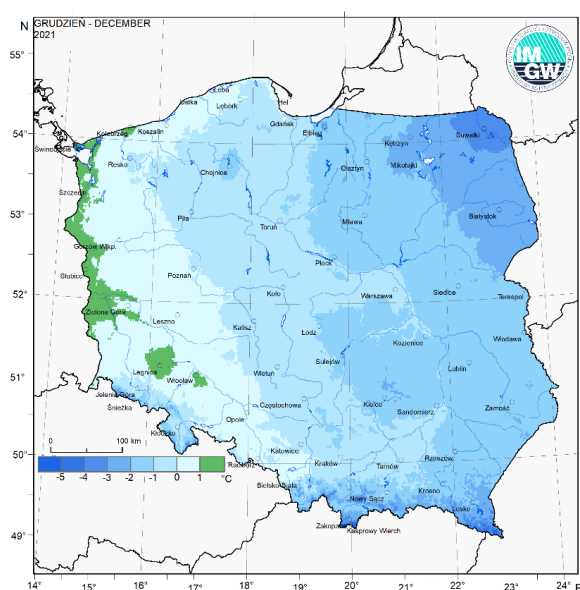 N
GRUDZIEŃ - DECEMBER
2021
IM
GW
55°
Łeba
Ustka
Hel
Lębork
Gdańsk
Kołobrzeg
Koszalin
54°
Elbląg
Suwałki
Kętrzyn
Świnoujście
Resko
Mikołajki
Olsztyn
Chojnice
Szczecin
53°
Piła
Białystok
Mława
Toruń
Gorzów Wlkp.
Płock
Słubice
Poznań
52°
Koło
Warszawa
Siedlce
Terespol
Zielona Góra
Leszno
Kalisz
Łódź
Kozienice
Włodawa
51°
Legnica
Wrocław
Wieluń
Sulejów
Lublin
Jelenia Góra
Śnieżka
Częstochowa
Kielce
Sandomierz
Zamość
Opole
Kłodzko
0 100 km
50°
Katowice
Racibórz
Kraków
Tarnów
Rzeszów
-5 -4 -3 -2 -1 0 1 °C
Bielsko Biała
Nowy Sącz
Krosno
Lesko
Zakopane
Kasprowy Wierch
49°
14° 15° 16° 17° 18° 19° 20° 21° 22° 23° 24° E